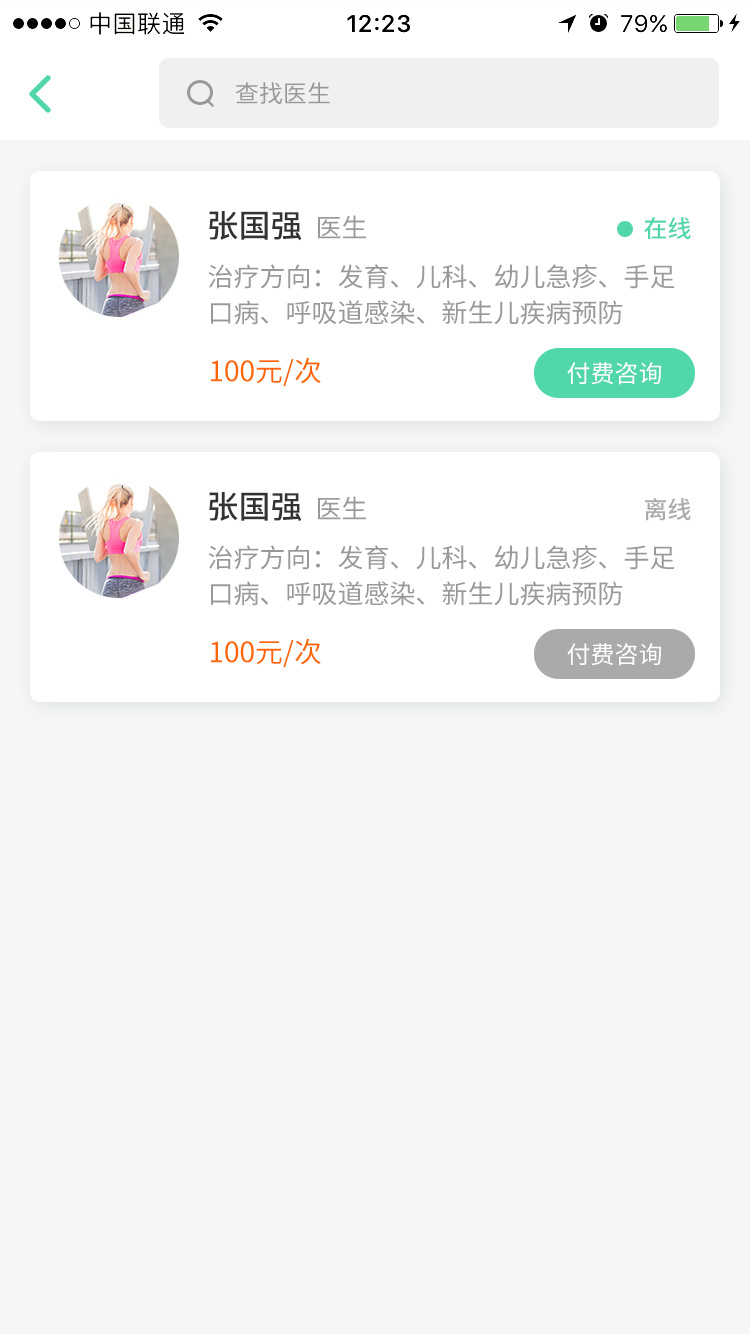 中国联通 12:23 79%
查找医生
张国强 医生 在线
治疗方向：发育、儿科、幼儿急疹、手足
口病、呼吸道感染、新生儿疾病预防
100元/次 付费咨询
张国强 医生 离线
治疗方向：发育、儿科、幼儿急疹、手足
口病、呼吸道感染、新生儿疾病预防
100元/次 付费咨询